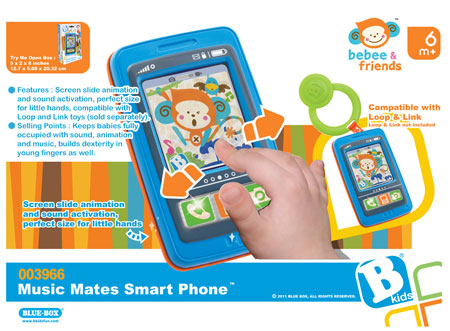 bebee &
friends
™
6
m+
Try Me Open Box :
5 x 2 x 8 inches
12.7 x 5.08 x 20.32 cm
Features : Screen slide animation
and sound activation, perfect size
for little hands, compatible with
Loop and Link toys (sold separately).
Selling Points : Keeps babies fully
occupied with sound, animation
and music, builds dexterity in
young fingers as well.
Compatible with
Loop & Link
Loop & Link not included
Screen slide animation
and sound activation,
perfect size for little hands
B
003966
Music Mates Smart Phone™
BLUE-BOX
www.bkidsfun.com
© 2011 BLUE BOX, ALL RIGHTS RESERVED.
B
kids